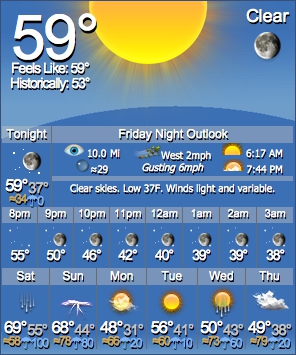 59° Clear
Feels Like: 59°
Historically: 53°
Tonight Friday Night Outlook
10.0 MI West 2mph 6:17 AM
≈29 Gusting 6mph 7:44 PM
59° 37°
≈34 0
Clear skies. Low 37F. Winds light and variable.
8pm 9pm 10pm 11pm 12am 1am 2am 3am
55° 50° 46° 42° 40° 39° 39° 38°
Sat Sun Mon Tue Wed Thu
69° 55° 68° 44° 48° 31° 56° 41° 50° 43° 49° 38°
≈58 100 ≈78 80 ≈66 20 ≈60 10 ≈73 60 ≈79 20